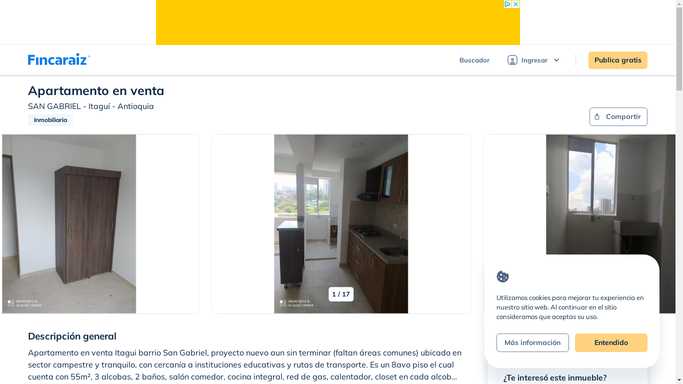 Fincaraiz
Buscador
Ingresar
Publica gratis
Apartamento en venta
SAN GABRIEL - Itaguí - Antioquia
Inmobiliaria
Compartir
1 / 17
Descripción general
Apartamento en venta Itagui barrio San Gabriel, proyecto nuevo aun sin terminar (faltan áreas comunes) ubicado en
sector campestre y tranquilo, con cercanía a instituciones educativas y rutas de transporte. Es un 8avo piso el cual
cuenta con 55m², 3 alcobas, 2 baños, salón comedor, cocina integral, red de gas, calentador, closet en cada alcob...
Utilizamos cookies para mejorar tu experiencia en
nuestro sitio web. Al continuar en el sitio
consideramos que aceptas su uso.
Más información
Entendido
¿Te interesó este inmueble?